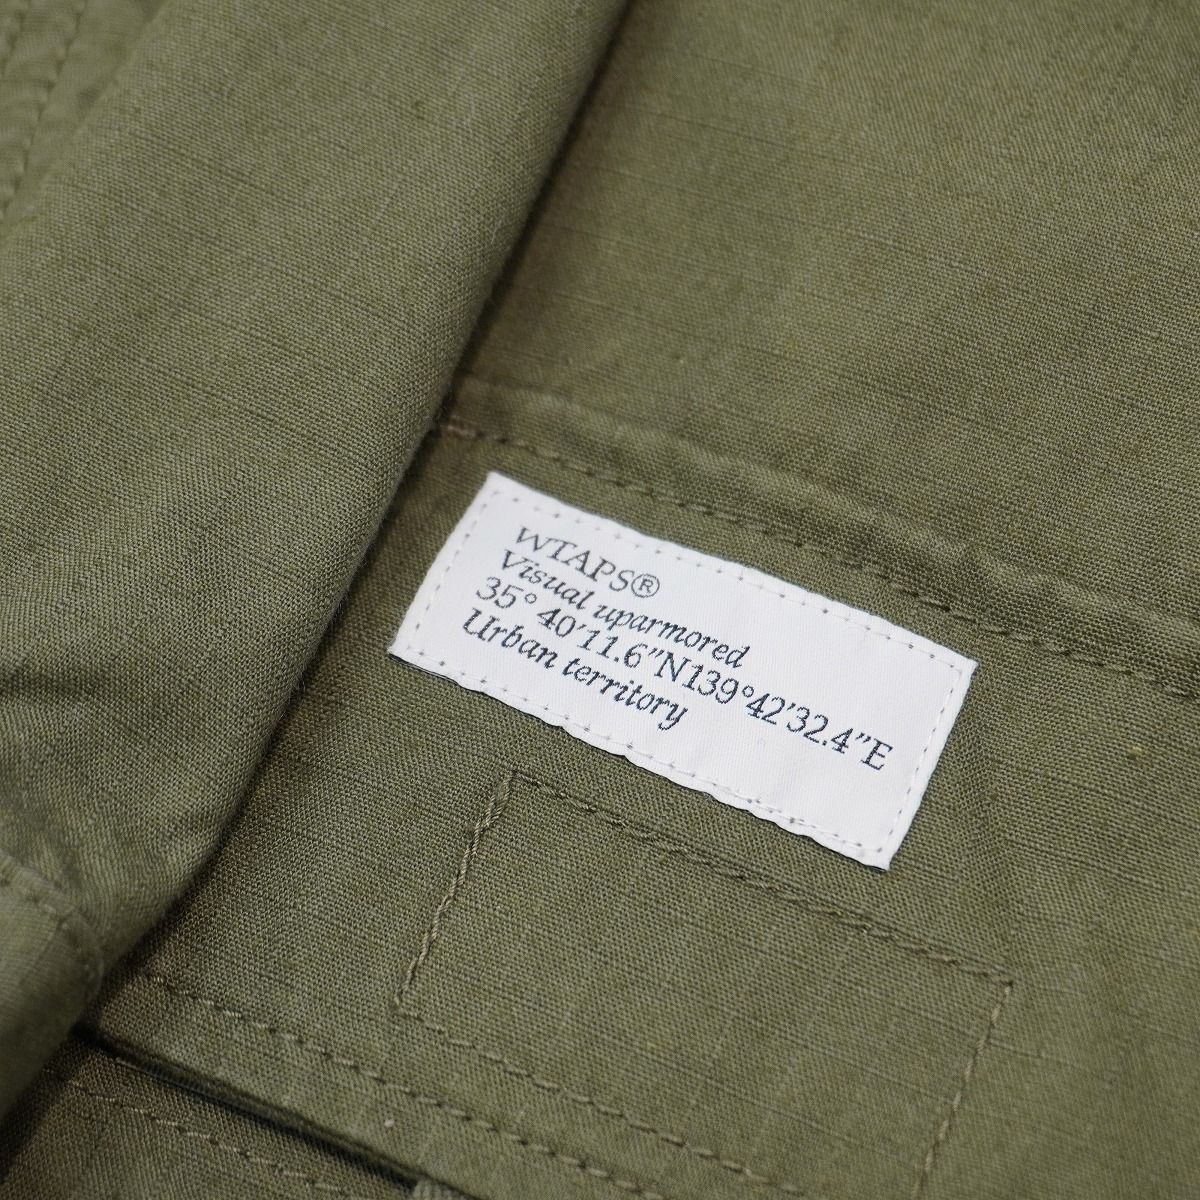 WTAPS®
Visual uparmored
35° 40'11.6"N139°42'32.4"E
Urban territory